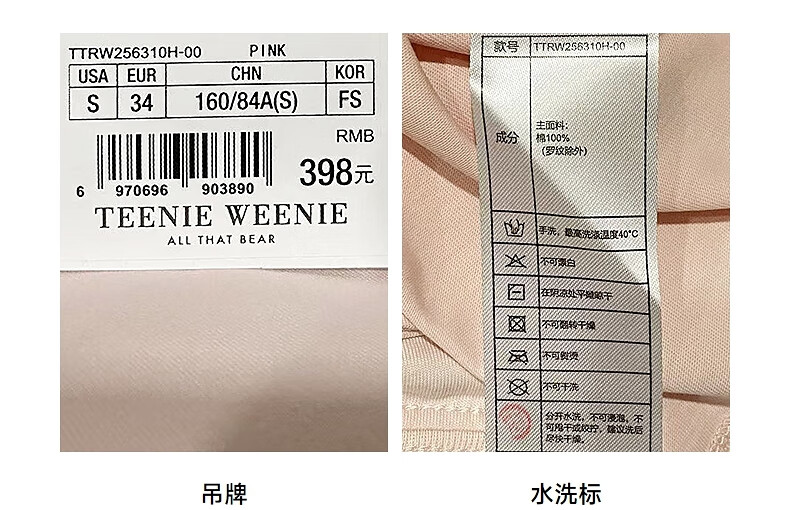 TTRW256310H-00 PINK
USA EUR CHN KOR
S 34 160/84A(S) FS
RMB
398元
6 970696 903890
TEENIE WEENIE
ALL THAT BEAR
款号 TTRW256310H-00
成分
主面料:
棉100%
(罗纹除外)
手洗，最高洗涤温度40°C
不可漂白
在阴凉处平摊晾干
不可翻转干燥
不可熨烫
不可干洗
分开水洗，不可浸泡，不
可甩干或绞拧，建议洗后
尽快干燥。
吊牌
水洗标